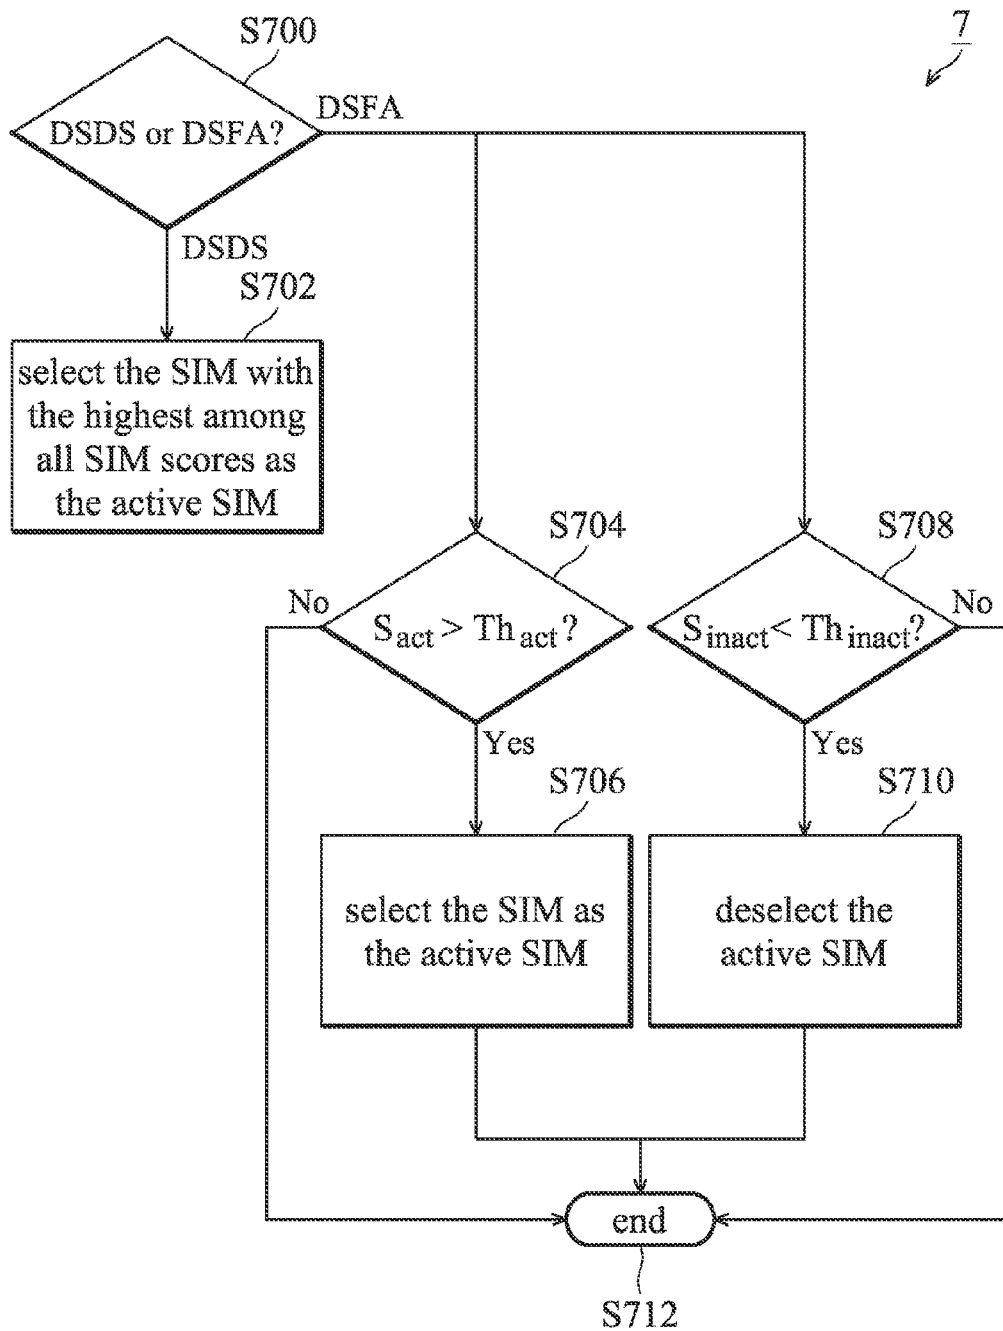 7
S700
DSDS or DSFA?
DSFA
DSDS
S702
select the SIM with
the highest among
all SIM scores as
the active SIM
S704
No
Sact > Thact ?
Yes
S706
select the SIM as
the active SIM
S708
No
Sinact < Thinact ?
Yes
S710
deselect the
active SIM
end
S712